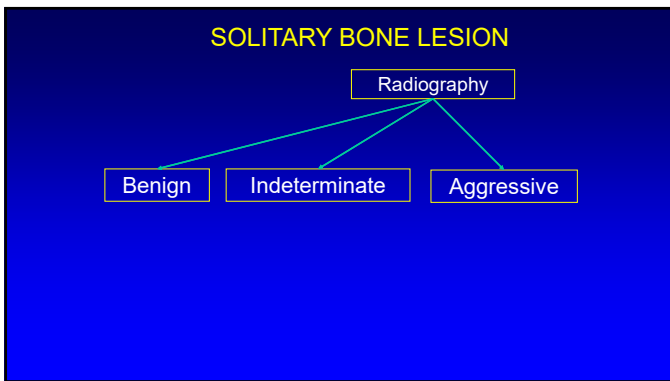 SOLITARY BONE LESION
Radiography
Benign
Indeterminate
Aggressive